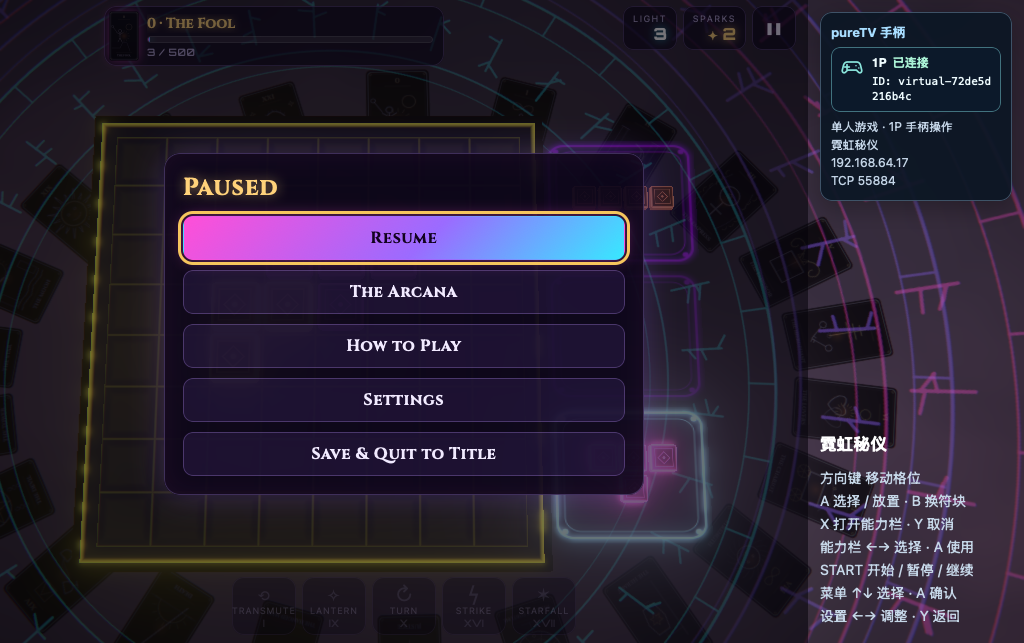 0 · The Fool
3 / 500
LIGHT
3
SPARKS
2
Paused
Resume
The Arcana
How to Play
Settings
Save & Quit to Title
TRANSMUTE
I
LANTERN
IX
TURN
X
STRIKE
XVI
STARFALL
XVII
pureTV 手柄
1P 已连接
ID: virtual-72de5d
216b4c
单人游戏 · 1P 手柄操作
霓虹秘仪
192.168.64.17
TCP 55884
霓虹秘仪
方向键 移动格位
A 选择 / 放置 · B 换符块
X 打开能力栏 · Y 取消
能力栏 ←→ 选择 · A 使用
START 开始 / 暂停 / 继续
菜单 ↑↓ 选择 · A 确认
设置 ←→ 调整 · Y 返回